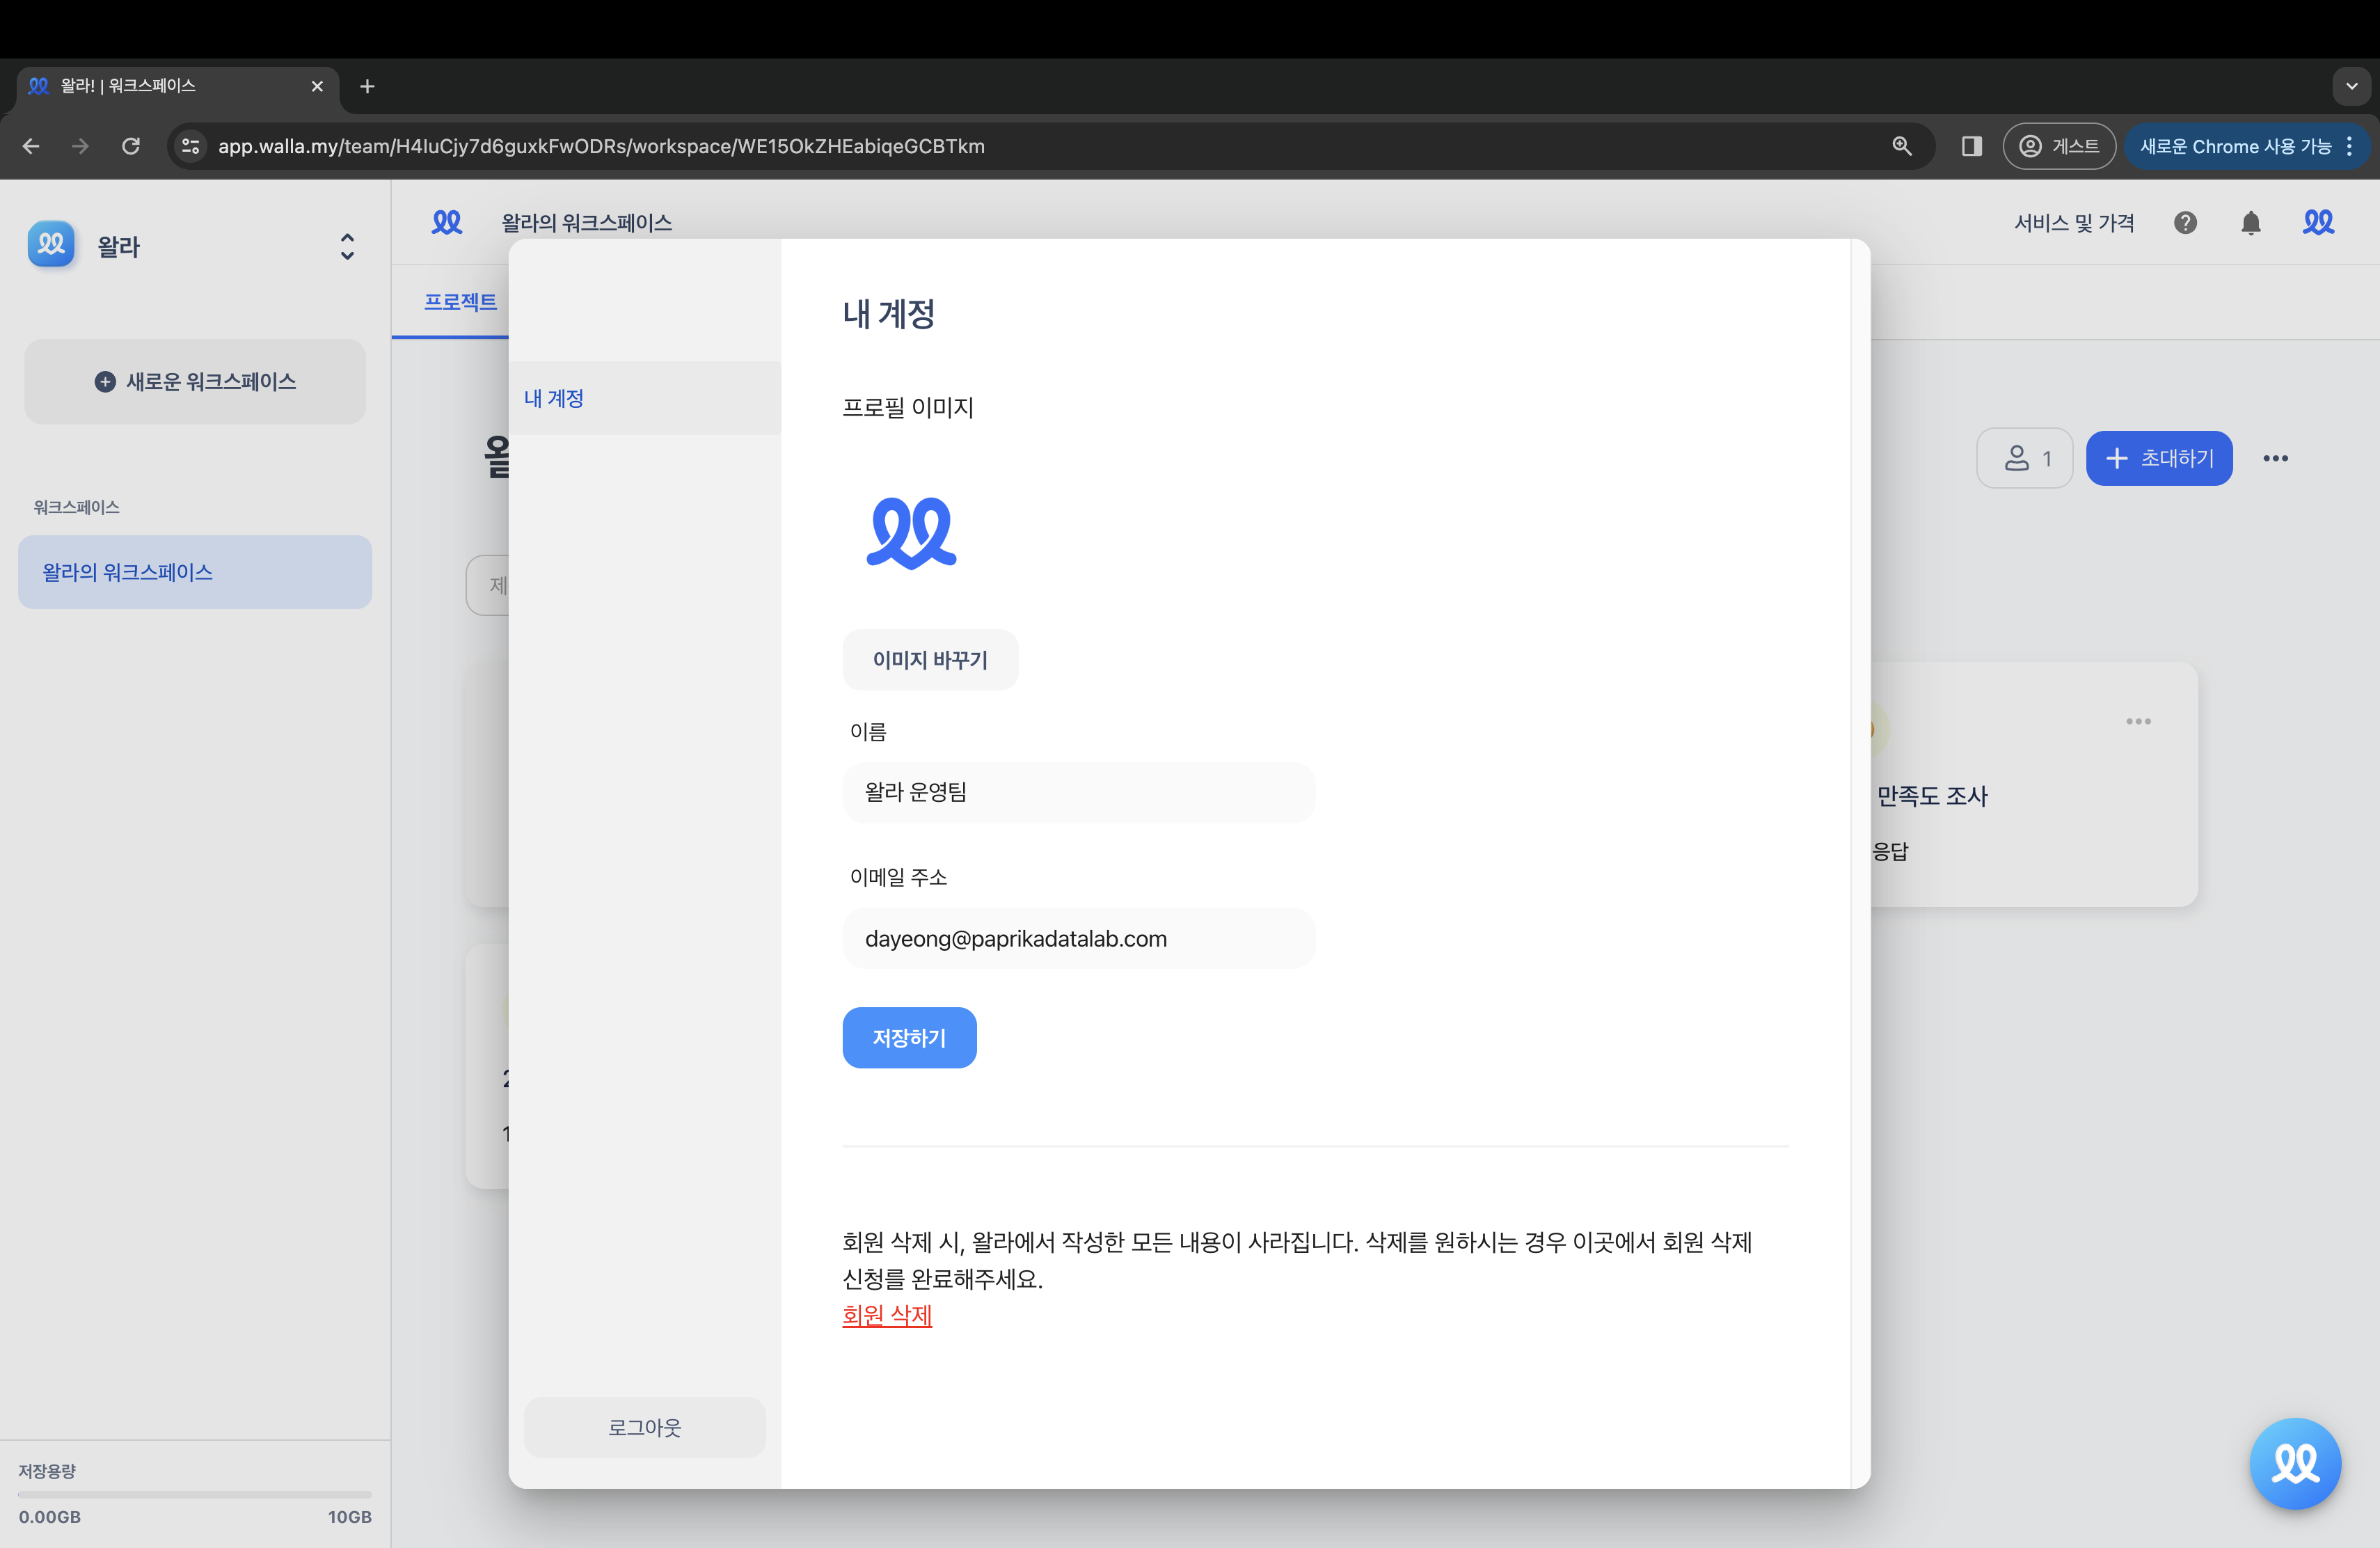 왈라! | 워크스페이스
app.walla.my/team/H4IuCjy7d6guxkFwODRs/workspace/WE15OkZHEabiqeGCBTkm
게스트
새로운 Chrome 사용 가능
왈라
왈라의 워크스페이스
서비스 및 가격
프로젝트
새로운 워크스페이스
워크스페이스
왈라의 워크스페이스
1
초대하기
제
만족도 조사
응답
2
1
저장용량
0.00GB
10GB
내 계정
로그아웃
내 계정
프로필 이미지
이미지 바꾸기
이름
왈라 운영팀
이메일 주소
dayeong@paprikadatalab.com
저장하기
회원 삭제 시, 왈라에서 작성한 모든 내용이 사라집니다. 삭제를 원하시는 경우 이곳에서 회원 삭제
신청를 완료해주세요.
회원 삭제